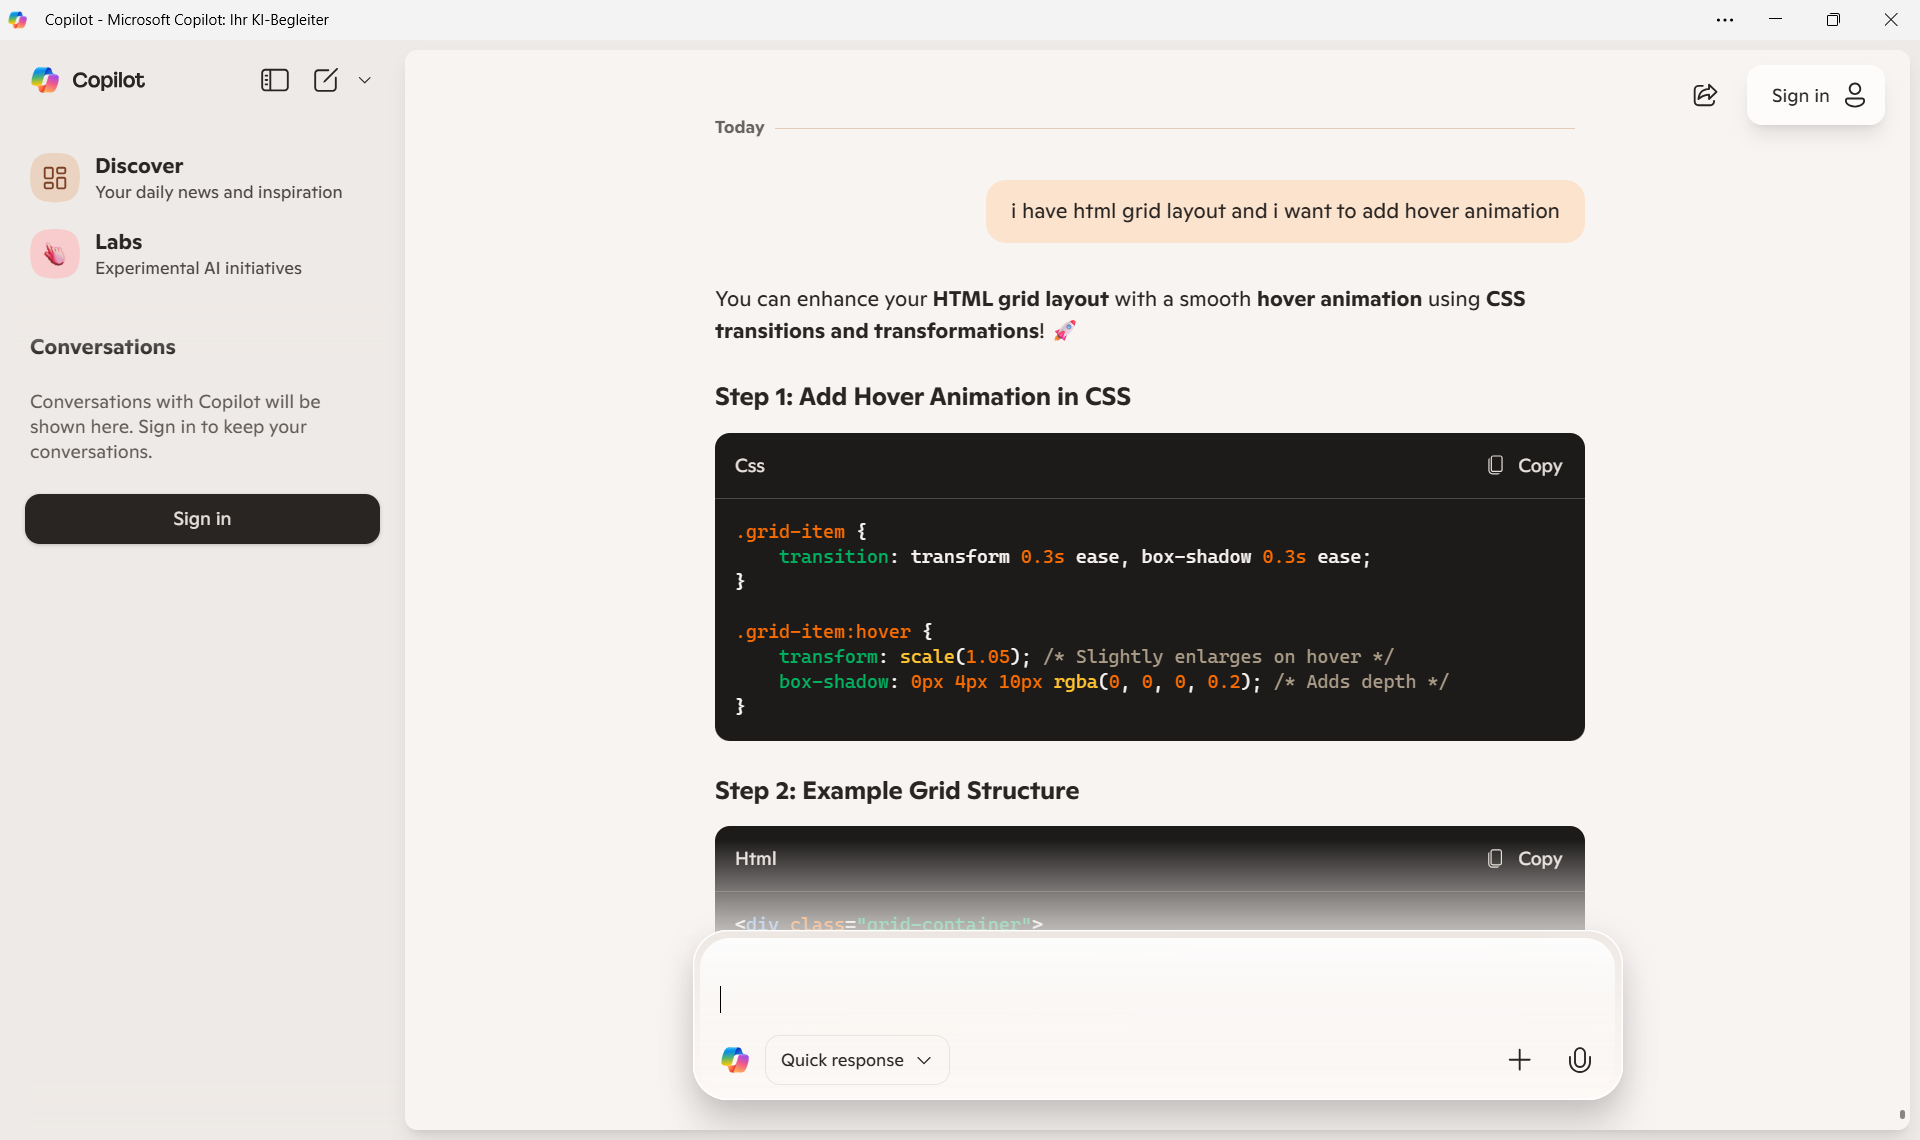 Copilot - Microsoft Copilot: Ihr KI-Begleiter
Copilot
Discover
Your daily news and inspiration
Labs
Experimental AI initiatives
Conversations
Conversations with Copilot will be
shown here. Sign in to keep your
conversations.
Sign in
Sign in
Today
i have html grid layout and i want to add hover animation
You can enhance your HTML grid layout with a smooth hover animation using CSS
transitions and transformations! 🚀
Step 1: Add Hover Animation in CSS
Css
Copy
.grid-item {
    transition: transform 0.3s ease, box-shadow 0.3s ease;
}
.grid-item:hover {
    transform: scale(1.05); /* Slightly enlarges on hover */
    box-shadow: 0px 4px 10px rgba(0, 0, 0, 0.2); /* Adds depth */
}
Step 2: Example Grid Structure
Html
Copy
<div class="grid-container">
Quick response